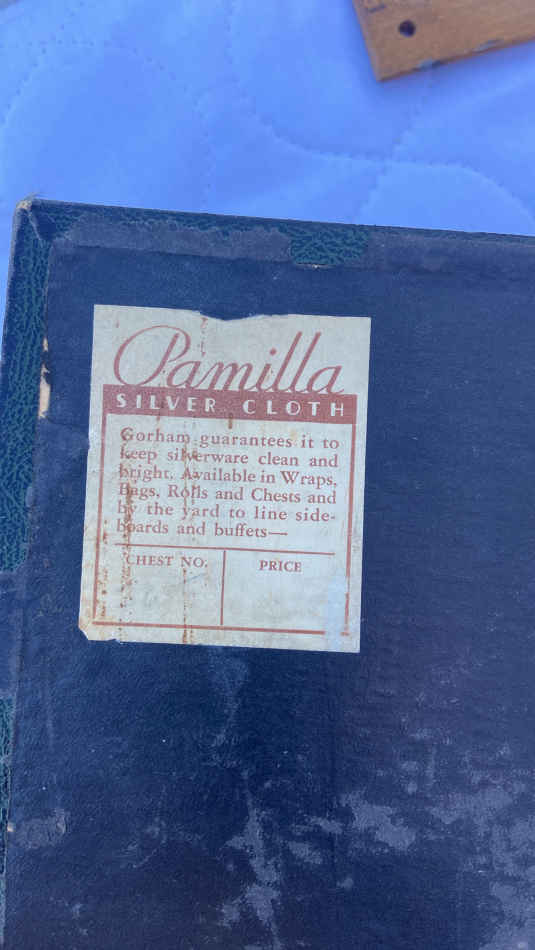 Pamilla
SILVER CLOTH
Gorham guarantees it to
keep silverware clean and
bright. Available in Wraps,
Bags, Rolls and Chests and
by the yard to line side-
boards and buffets—
CHEST NO.
PRICE